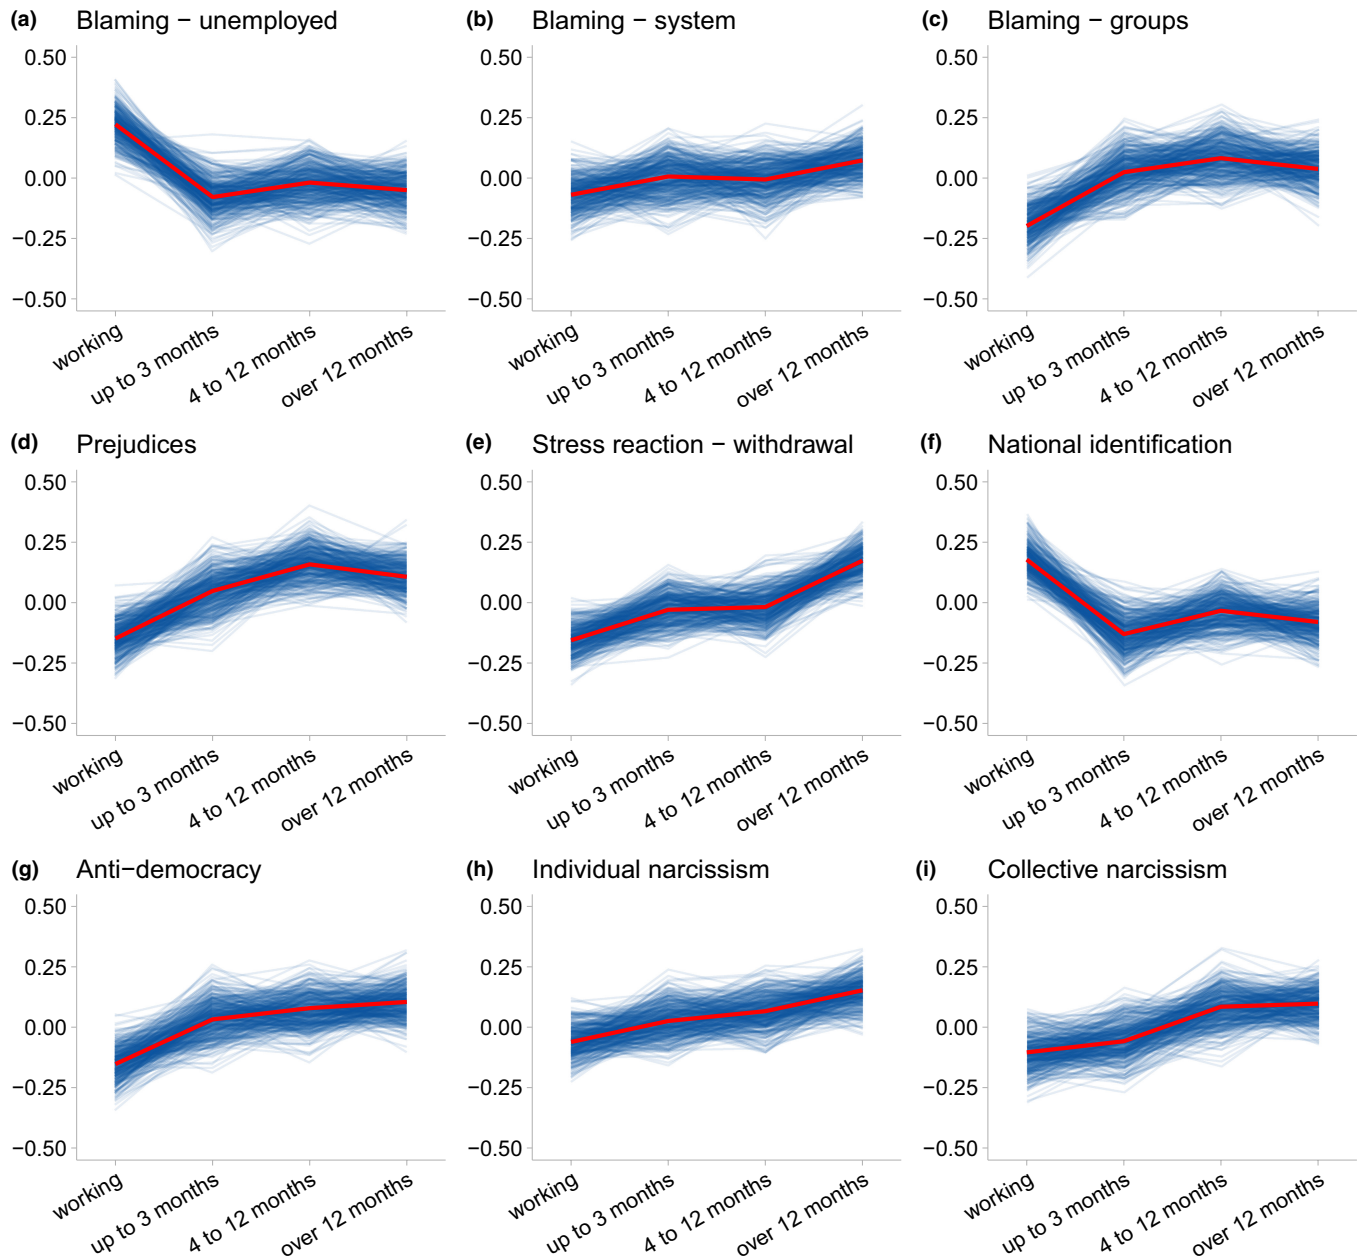 (a) Blaming − unemployed
0.50
0.25
0.00
−0.25
−0.50
working
up to 3 months
4 to 12 months
over 12 months
(b) Blaming − system
0.50
0.25
0.00
−0.25
−0.50
working
up to 3 months
4 to 12 months
over 12 months
(c) Blaming − groups
0.50
0.25
0.00
−0.25
−0.50
working
up to 3 months
4 to 12 months
over 12 months
(d) Prejudices
0.50
0.25
0.00
−0.25
−0.50
working
up to 3 months
4 to 12 months
over 12 months
(e) Stress reaction − withdrawal
0.50
0.25
0.00
−0.25
−0.50
working
up to 3 months
4 to 12 months
over 12 months
(f) National identification
0.50
0.25
0.00
−0.25
−0.50
working
up to 3 months
4 to 12 months
over 12 months
(g) Anti−democracy
0.50
0.25
0.00
−0.25
−0.50
working
up to 3 months
4 to 12 months
over 12 months
(h) Individual narcissism
0.50
0.25
0.00
−0.25
−0.50
working
up to 3 months
4 to 12 months
over 12 months
(i) Collective narcissism
0.50
0.25
0.00
−0.25
−0.50
working
up to 3 months
4 to 12 months
over 12 months